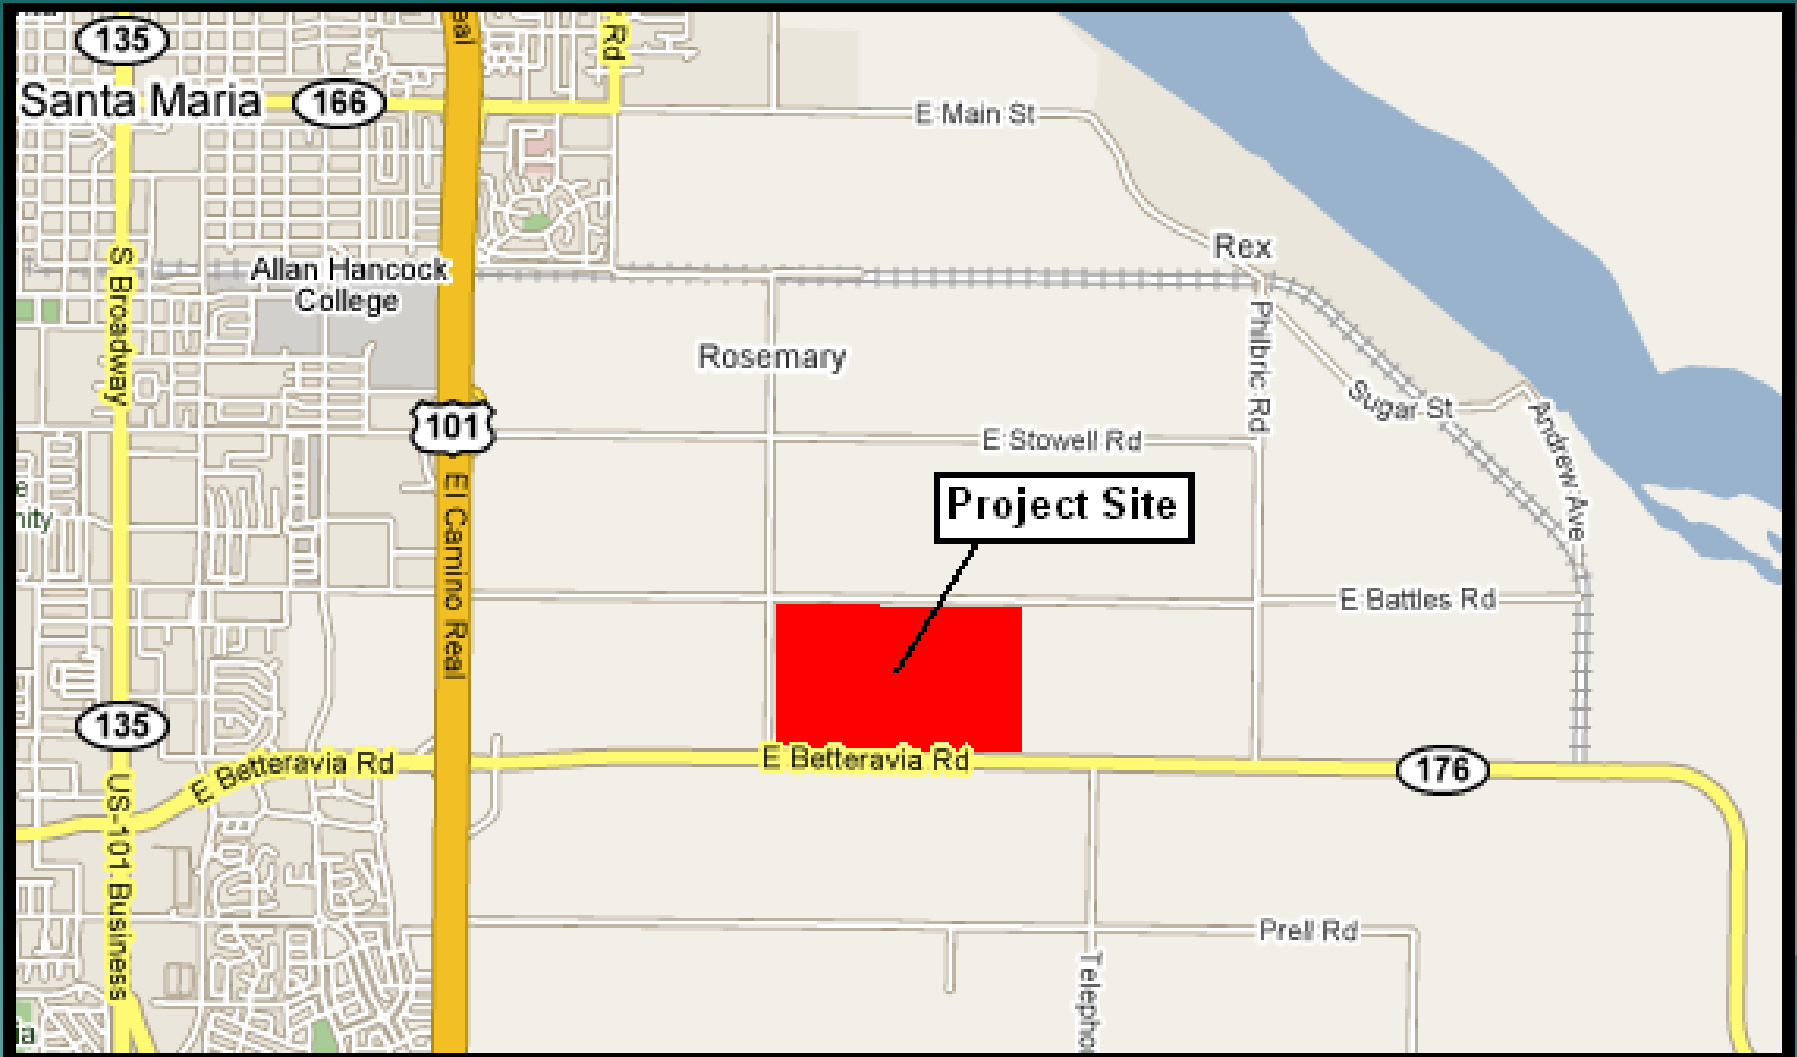 135
Rd
Santa Maria
166
E Main St
Rex
Allan Hancock
College
S Broadway
Philbric Rd
Rosemary
Sugar St
101
E Stowell Rd
Andrew Ave
Project Site
El Camino Real
E Battles Rd
135
E Betteravia Rd
E Betteravia Rd
176
US-101 Business
Prell Rd